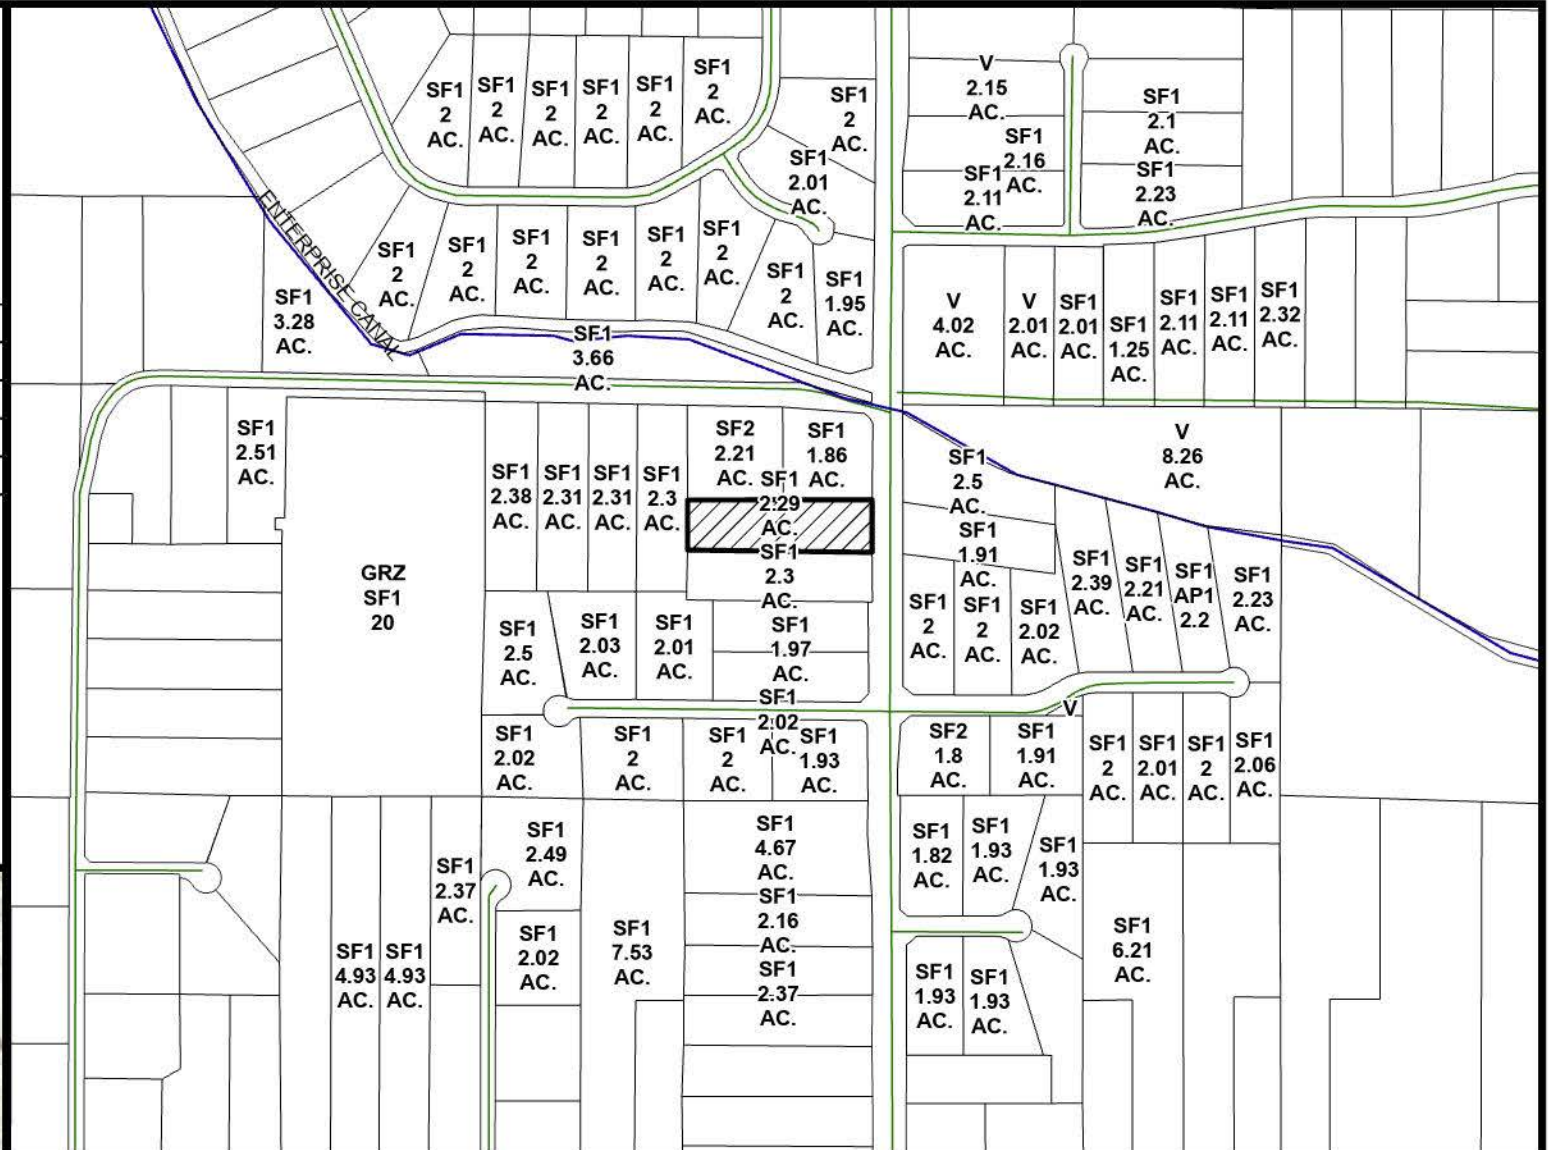 SF1
2
AC.
SF1
2
AC.
SF1
2
AC.
SF1
2
AC.
SF1
2
AC.
SF1
2
AC.
SF1
2
AC.
SF1
2.01
AC.
V
2.15
AC.
SF1
2.16
AC.
SF1
2.11
AC.
SF1
2.1
AC.
SF1
2.23
AC.
ENTERPRISE CANAL
SF1
3.28
AC.
SF1
2
AC.
SF1
2
AC.
SF1
2
AC.
SF1
2
AC.
SF1
2
AC.
SF1
2
AC.
SF1
2
AC.
SF1
1.95
AC.
V
4.02
AC.
V
2.01
AC.
SF1
2.01
AC.
SF1
1.25
AC.
SF1
2.11
AC.
SF1
2.11
AC.
SF1
2.32
AC.
SF1
3.66
AC.
SF1
2.51
AC.
GRZ
SF1
20
SF1
2.38
AC.
SF1
2.31
AC.
SF1
2.31
AC.
SF1
2.3
AC.
SF2
2.21
AC.
SF1
1.86
AC.
SF1
2.29
AC.
SF1
2.3
AC.
SF1
1.97
AC.
V
8.26
AC.
SF1
2.5
AC.
SF1
1.91
AC.
SF1
2
AC.
SF1
2
AC.
SF1
2.02
AC.
SF1
2.39
AC.
SF1
2.21
AC.
SF1
AP1
2.2
SF1
2.23
AC.
SF1
2.5
AC.
SF1
2.03
AC.
SF1
2.01
AC.
SF1
2.02
AC.
SF1
2.02
AC.
SF1
2
AC.
SF1
2
AC.
SF1
1.93
AC.
SF2
1.8
AC.
SF1
1.91
AC.
V
SF1
2
AC.
SF1
2.01
AC.
SF1
2
AC.
SF1
2.06
AC.
SF1
2.49
AC.
SF1
2.37
AC.
SF1
4.93
AC.
SF1
4.93
AC.
SF1
2.02
AC.
SF1
7.53
AC.
SF1
4.67
AC.
SF1
2.16
AC.
SF1
2.37
AC.
SF1
1.82
AC.
SF1
1.93
AC.
SF1
1.93
AC.
SF1
6.21
AC.
SF1
1.93
AC.
SF1
1.93
AC.